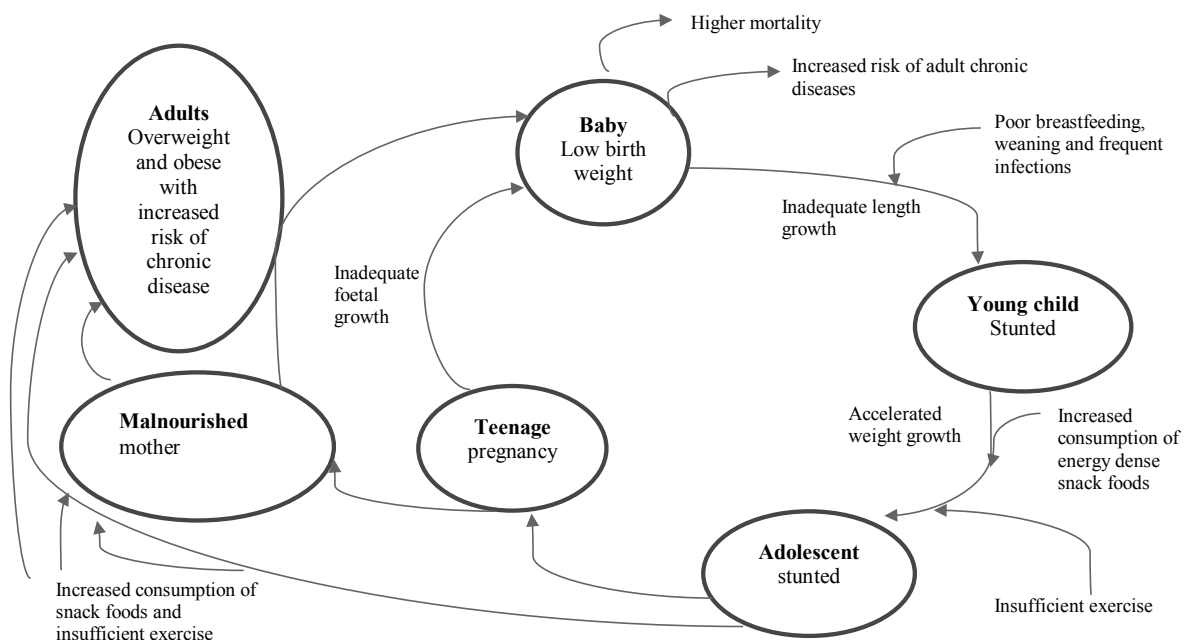 Higher mortality
Increased risk of adult chronic
diseases
Adults
Overweight
and obese
with
increased
risk of
chronic
disease
Baby
Low birth
weight
Poor breastfeeding,
weaning and frequent
infections
Inadequate length
growth
Inadequate
foetal
growth
Young child
Stunted
Malnourished
mother
Teenage
pregnancy
Accelerated
weight growth
Increased
consumption of
energy dense
snack foods
Adolescent
stunted
Increased consumption of
snack foods and
insufficient exercise
Insufficient exercise